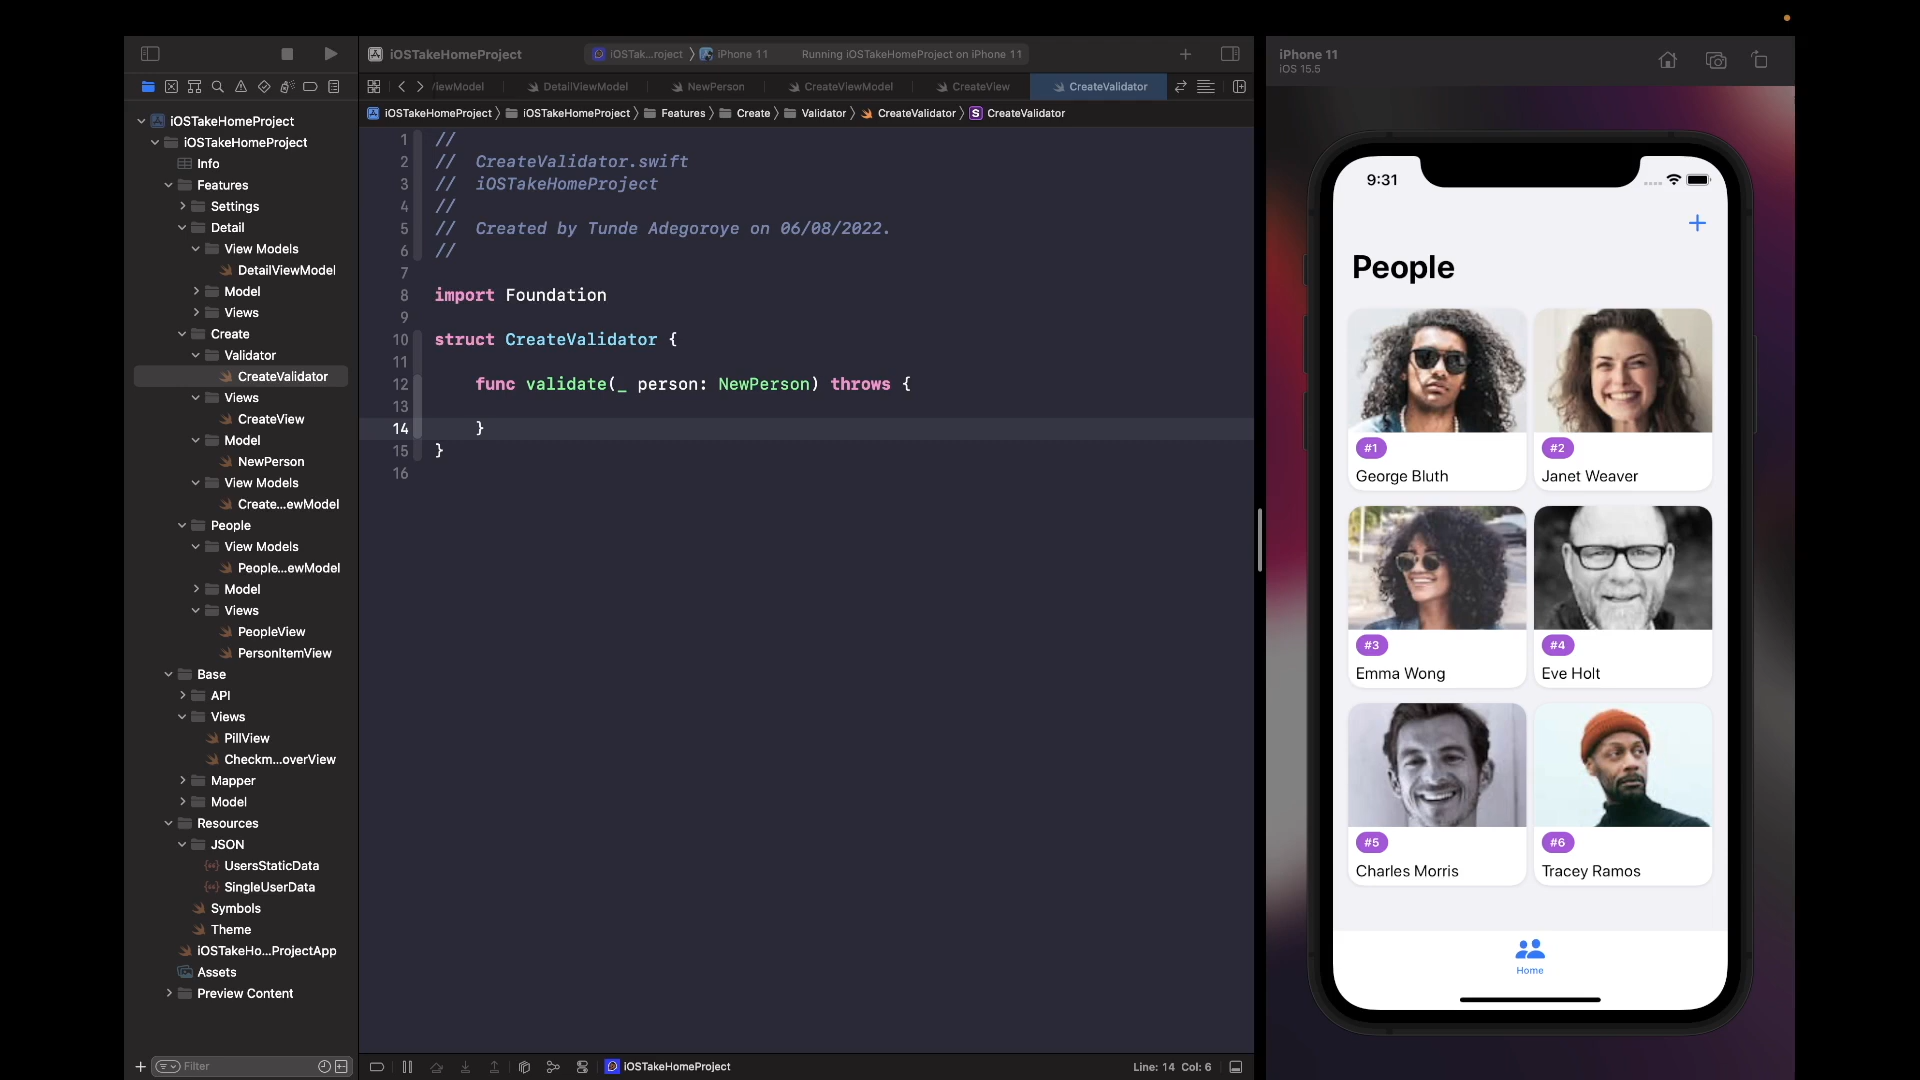 iOSTakeHomeProject
iOSTak...roject
iPhone 11
Running iOSTakeHomeProject on iPhone 11
iewModel
DetailViewModel
NewPerson
CreateViewModel
CreateView
CreateValidator
iOSTakeHomeProject
iOSTakeHomeProject
Features
Create
Validator
CreateValidator
CreateValidator
iOSTakeHomeProject
iOSTakeHomeProject
Info
Features
Settings
Detail
View Models
DetailViewModel
Model
Views
Create
Validator
CreateValidator
Views
CreateView
Model
NewPerson
View Models
Create...ewModel
People
View Models
People...ewModel
Model
Views
PeopleView
PersonItemView
Base
API
Views
PillView
Checkm...overView
Mapper
Model
Resources
JSON
UsersStaticData
SingleUserData
Symbols
Theme
iOSTakeHo...ProjectApp
Assets
Preview Content
Filter
1 //
2 // CreateValidator.swift
3 // iOSTakeHomeProject
4 //
5 // Created by Tunde Adegoroye on 06/08/2022.
6 //
7
8 import Foundation
9
10 struct CreateValidator {
11
12 func validate(_ person: NewPerson) throws {
13
14 }
15 }
16
iOSTakeHomeProject
Line: 14 Col: 6
iPhone 11
iOS 15.5
9:31
People
#1
George Bluth
#2
Janet Weaver
#3
Emma Wong
#4
Eve Holt
#5
Charles Morris
#6
Tracey Ramos
Home